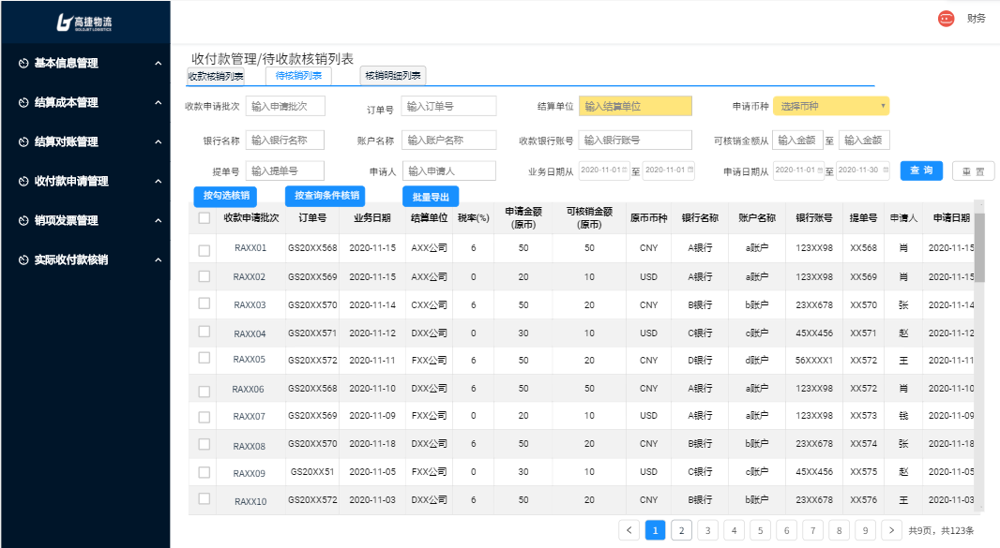 高捷物流
GOLDJET LOGISTICS
财务
基本信息管理
结算成本管理
结算对账管理
收付款申请管理
销项发票管理
实际收付款核销
收付款管理/待收款核销列表
收款核销列表 待核销列表 核销明细列表
收款申请批次 输入申请批次 订单号 输入订单号 结算单位 输入结算单位 申请币种 选择币种
银行名称 输入银行名称 账户名称 输入账户名称 收款银行账号 输入银行账号 可核销金额从 输入金额 至 输入金额
提单号 输入提单号 申请人 输入申请人 业务日期从 2020-11-01 至 2020-11-01 申请日期从 2020-11-01 至 2020-11-30 查 询 重 置
按勾选核销 按查询条件核销 批量导出
收款申请批次 订单号 业务日期 结算单位 税率(%) 申请金额(原币) 可核销金额(原币) 原币币种 银行名称 账户名称 银行账号 提单号 申请人 申请日期
RAXX01 GS20XX568 2020-11-15 AXX公司 6 50 50 CNY A银行 a账户 123XX98 XX568 肖 2020-11-15
RAXX02 GS20XX569 2020-11-15 AXX公司 0 20 10 USD A银行 a账户 123XX98 XX569 肖 2020-11-15
RAXX03 GS20XX570 2020-11-14 CXX公司 6 50 20 CNY B银行 b账户 23XX678 XX570 张 2020-11-14
RAXX04 GS20XX571 2020-11-12 DXX公司 0 30 10 USD C银行 c账户 45XX456 XX571 赵 2020-11-12
RAXX05 GS20XX572 2020-11-11 FXX公司 6 50 20 CNY D银行 d账户 56XXXX1 XX572 王 2020-11-11
RAXX06 GS20XX568 2020-11-10 DXX公司 6 50 50 CNY A银行 a账户 123XX98 XX572 肖 2020-11-10
RAXX07 GS20XX569 2020-11-09 FXX公司 0 20 10 USD A银行 a账户 123XX98 XX573 钱 2020-11-09
RAXX08 GS20XX570 2020-11-18 DXX公司 6 50 20 CNY B银行 b账户 23XX678 XX574 张 2020-11-18
RAXX09 GS20XX51 2020-11-05 FXX公司 0 30 10 USD C银行 c账户 45XX456 XX575 赵 2020-11-05
RAXX10 GS20XX572 2020-11-03 DXX公司 6 50 20 CNY B银行 b账户 23XX678 XX576 王 2020-11-03
1 2 3 4 5 6 7 8 9 共9页，共123条